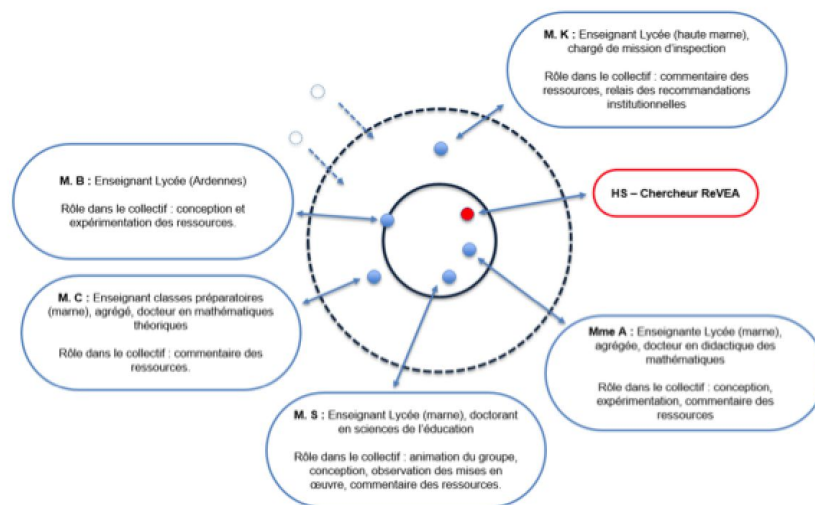 M. K : Enseignant Lycée (haute marne),
chargé de mission d'inspection
Rôle dans le collectif : commentaire des
ressources, relais des recommandations
institutionnelles
M. B : Enseignant Lycée (Ardennes)
Rôle dans le collectif : conception et
expérimentation des ressources.
HS – Chercheur ReVEA
M. C : Enseignant classes préparatoires
(marne), agrégé, docteur en mathématiques
théoriques
Rôle dans le collectif : commentaire des
ressources.
Mme A : Enseignante Lycée (marne),
agrégée, docteur en didactique des
mathématiques
Rôle dans le collectif : conception,
expérimentation, commentaire des
ressources
M. S : Enseignant Lycée (marne), doctorant
en sciences de l'éducation
Rôle dans le collectif : animation du groupe,
conception, observation des mises en
œuvre, commentaire des ressources.